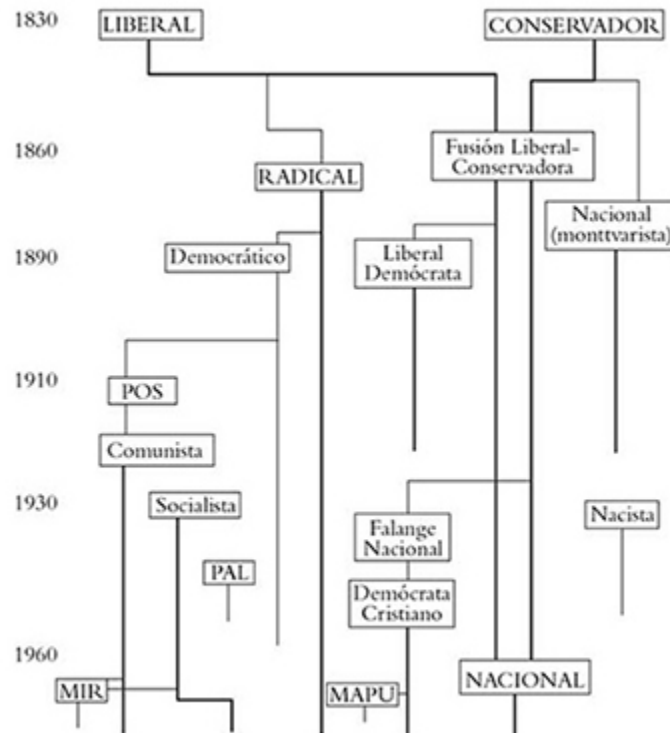 1830
LIBERAL
CONSERVADOR
1860
Fusión Liberal-
Conservadora
RADICAL
Nacional
(monttvarista)
1890
Democrático
Liberal
Demócrata
1910
POS
Comunista
1930
Socialista
Nacista
Falange
Nacional
PAL
Demócrata
Cristiano
1960
MIR
MAPU
NACIONAL